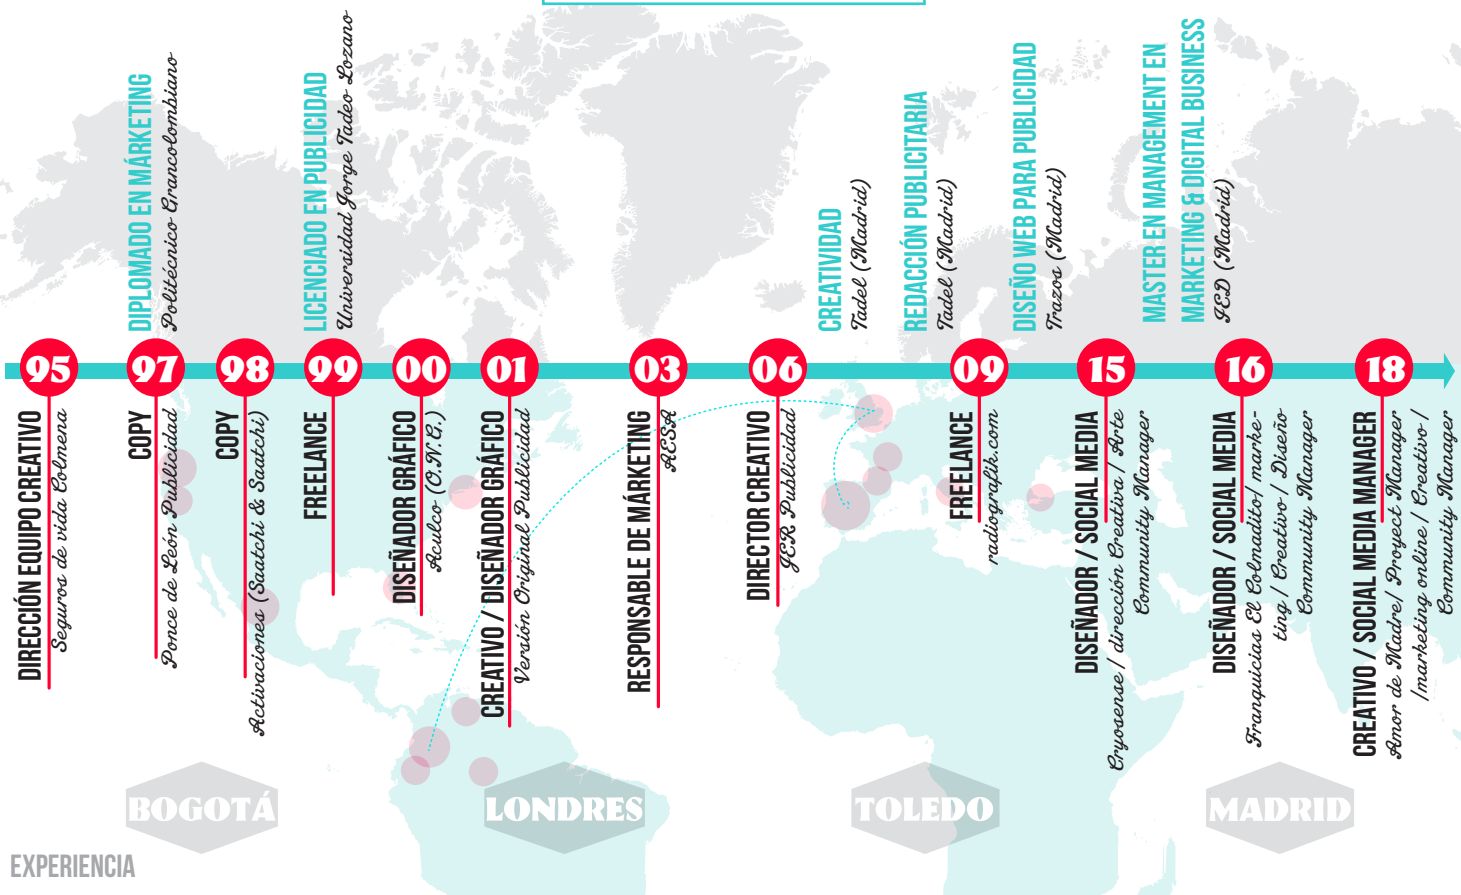 DIPLOMADO EN MÁRKETING
Politécnico Grancolombiano
LICENCIADO EN PUBLICIDAD
Universidad Jorge Tadeo Lozano
CREATIVIDAD
Tadel (Madrid)
REDACCIÓN PUBLICITARIA
Tadel (Madrid)
DISEÑO WEB PARA PUBLICIDAD
Trazos (Madrid)
MASTER EN MANAGEMENT EN
MARKETING & DIGITAL BUSINESS
IED (Madrid)
95
97
98
99
00
01
03
06
09
15
16
18
DIRECCIÓN EQUIPO CREATIVO
Seguros de vida Colmena
COPY
Ponce de León Publicidad
COPY
Activaciones (Saatchi & Saatchi)
FREELANCE
DISEÑADOR GRÁFICO
Aculco (O.N.G.)
CREATIVO / DISEÑADOR GRÁFICO
Versión Original Publicidad
RESPONSABLE DE MÁRKETING
ACSA
DIRECTOR CREATIVO
GER Publicidad
FREELANCE
radiografik.com
DISEÑADOR / SOCIAL MEDIA
Cryosense / dirección Creativa / Arte
Community Manager
DISEÑADOR / SOCIAL MEDIA
Franquicias El Colmadito/ marke-
ting / Creativo / Diseño
Community Manager
CREATIVO / SOCIAL MEDIA MANAGER
Amor de Madre/ Proyect Manager
/marketing online / Creativo /
Community Manager
BOGOTÁ
LONDRES
TOLEDO
MADRID
EXPERIENCIA